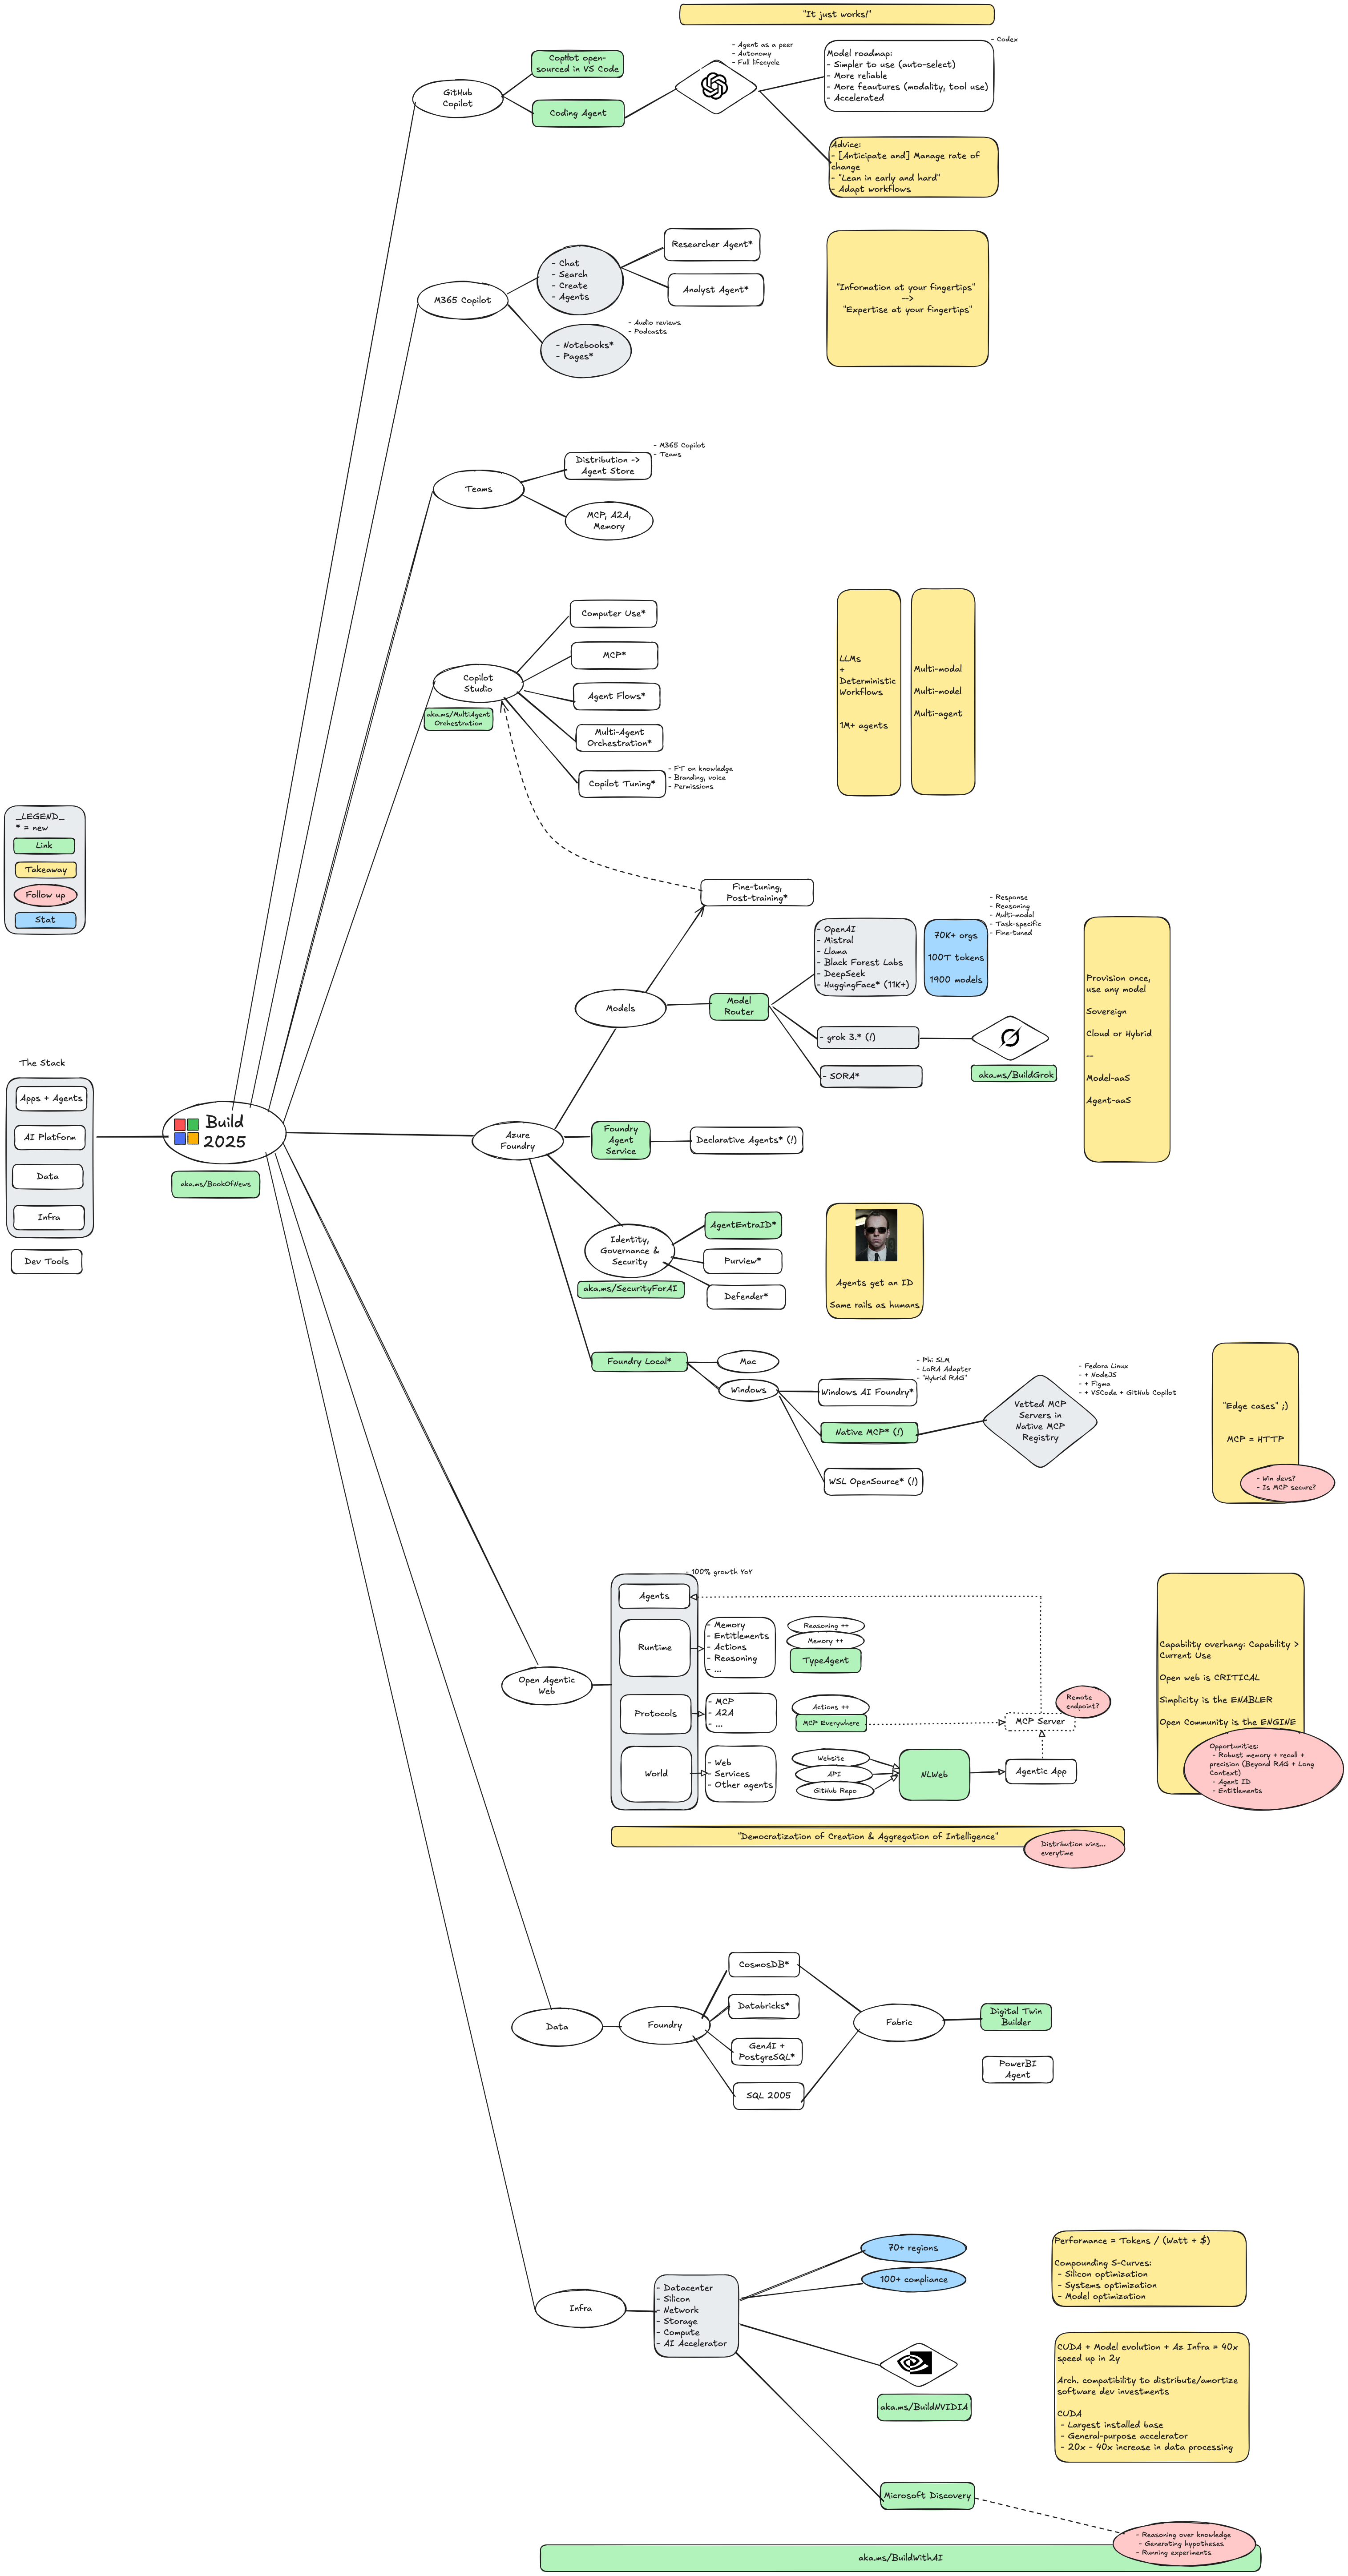 "It just works!"
GitHub
Copilot
Copilot open-
sourced in VS Code
Coding Agent
- Agent as a peer
- Autonomy
- Full lifecycle
- Codex
Model roadmap:
- Simpler to use (auto-select)
- More reliable
- More feautures (modality, tool use)
- Accelerated
Advice:
- [Anticipate and] Manage rate of
change
- "Lean in early and hard"
- Adapt workflows
M365 Copilot
- Chat
- Search
- Create
- Agents
Researcher Agent*
Analyst Agent*
- Notebooks*
- Pages*
- Audio reviews
- Podcasts
"Information at your fingertips"
-->
"Expertise at your fingertips"
Teams
Distribution ->
Agent Store
- M365 Copilot
- Teams
MCP, A2A,
Memory
Copilot
Studio
aka.ms/MultiAgent
Orchestration
Computer Use*
MCP*
Agent Flows*
Multi-Agent
Orchestration*
Copilot Tuning*
- FT on knowledge
- Branding, voice
- Permissions
LLMs
+
Deterministic
Workflows
1M+ agents
Multi-modal
Multi-model
Multi-agent
_LEGEND_
* = new
Link
Takeaway
Follow up
Stat
The Stack
Apps + Agents
AI Platform
Data
Infra
Dev Tools
Build
2025
aka.ms/BookOfNews
Azure
Foundry
Models
Fine-tuning,
Post-training*
Model
Router
- OpenAI
- Mistral
- Llama
- Black Forest Labs
- DeepSeek
- HuggingFace* (11K+)
70K+ orgs
100T tokens
1900 models
- Response
- Reasoning
- Multi-modal
- Task-specific
- Fine-tuned
- grok 3.* (!)
aka.ms/BuildGrok
- SORA*
Provision once,
use any model
Sovereign
Cloud or Hybrid
--
Model-aaS
Agent-aaS
Foundry
Agent
Service
Declarative Agents* (!)
Identity,
Governance &
Security
aka.ms/SecurityForAI
AgentEntraID*
Purview*
Defender*
Agents get an ID
Same rails as humans
Foundry Local*
Mac
Windows
Windows AI Foundry*
- Phi SLM
- LoRA Adapter
- "Hybrid RAG"
Native MCP* (!)
WSL OpenSource* (!)
Vetted MCP
Servers in
Native MCP
Registry
- Fedora Linux
- + NodeJS
- + Figma
- + VSCode + GitHub Copilot
"Edge cases" ;)
MCP = HTTP
- Win devs?
- Is MCP secure?
Open Agentic
Web
- 100% growth YoY
Agents
Runtime
- Memory
- Entitlements
- Actions
- Reasoning
- ...
Reasoning ++
Memory ++
TypeAgent
Protocols
- MCP
- A2A
- ...
Actions ++
MCP Everywhere
MCP Server
Remote
endpoint?
World
- Web
- Services
- Other agents
Website
API
GitHub Repo
NLWeb
Agentic App
Capability overhang: Capability >
Current Use
Open web is CRITICAL
Simplicity is the ENABLER
Open Community is the ENGINE
Opportunities:
- Robust memory + recall +
precision (Beyond RAG + Long
Context)
- Agent ID
- Entitlements
"Democratization of Creation & Aggregation of Intelligence"
Distribution wins...
everytime
Data
Foundry
CosmosDB*
Databricks*
GenAI +
PostgreSQL*
SQL 2005
Fabric
Digital Twin
Builder
PowerBI
Agent
Infra
- Datacenter
- Silicon
- Network
- Storage
- Compute
- AI Accelerator
70+ regions
100+ compliance
aka.ms/BuildNVIDIA
Microsoft Discovery
Performance = Tokens / (Watt + $)
Compounding S-Curves:
- Silicon optimization
- Systems optimization
- Model optimization
CUDA + Model evolution + Az Infra = 40x
speed up in 2y
Arch. compatibility to distribute/amortize
software dev investments
CUDA
- Largest installed base
- General-purpose accelerator
- 20x - 40x increase in data processing
- Reasoning over knowledge
- Generating hypotheses
- Running experiments
aka.ms/BuildWithAI